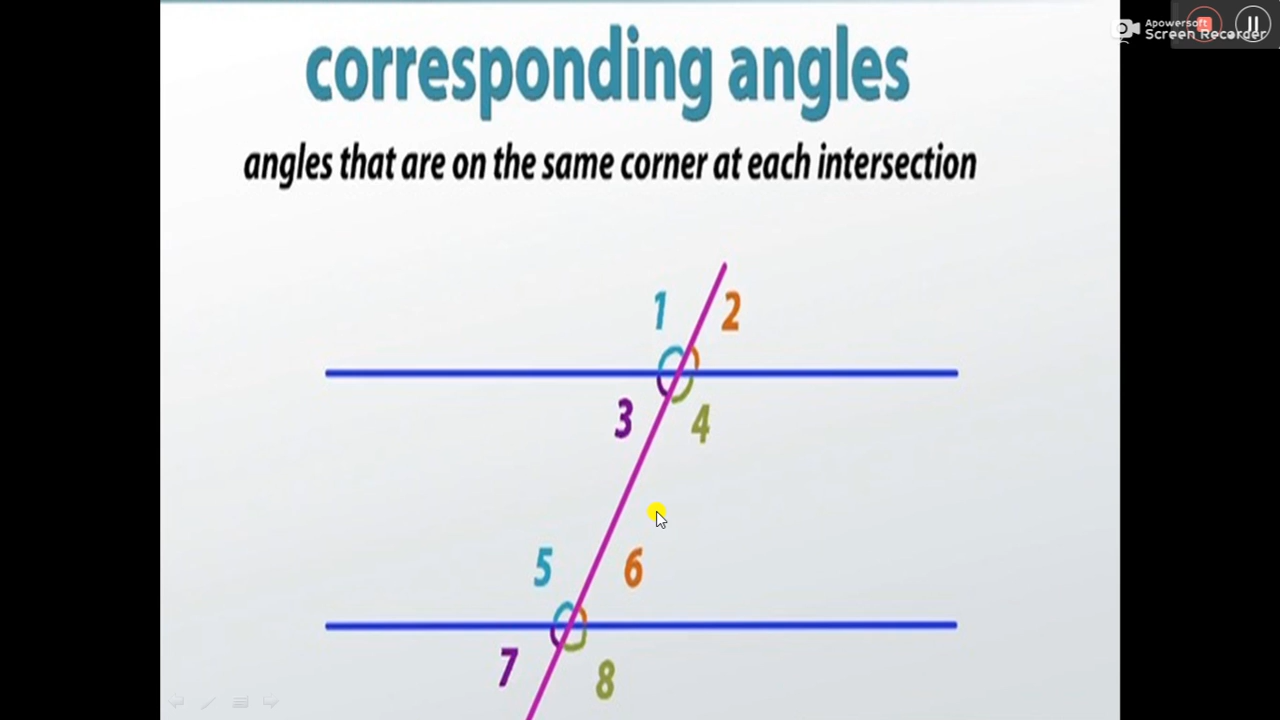 Apowersoft
Screen Recorder
corresponding angles
angles that are on the same corner at each intersection
1 2
3 4
5 6
7 8